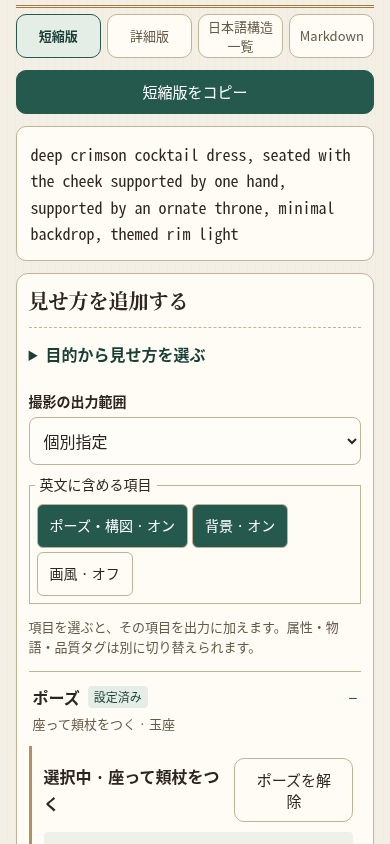 短縮版
詳細版
日本語構造
一覧
Markdown
短縮版をコピー
deep crimson cocktail dress, seated with
the cheek supported by one hand,
supported by an ornate throne, minimal
backdrop, themed rim light
見せ方を追加する
▶ 目的から見せ方を選ぶ
撮影の出力範囲
個別指定
英文に含める項目
ポーズ・構図・オン
背景・オン
画風・オフ
項目を選ぶと、その項目を出力に加えます。属性・物
語・品質タグは別に切り替えられます。
ポーズ 設定済み −
座って頬杖をつく・玉座
選択中・座って頬杖をつ
く
ポーズを解
除